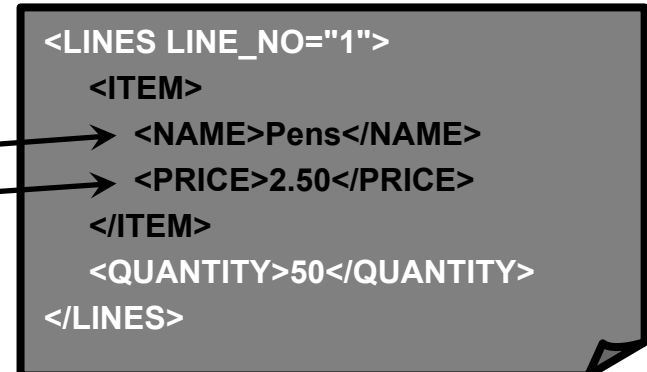 <LINES LINE_NO="1">
<ITEM>
<NAME>Pens</NAME>
<PRICE>2.50</PRICE>
</ITEM>
<QUANTITY>50</QUANTITY>
</LINES>